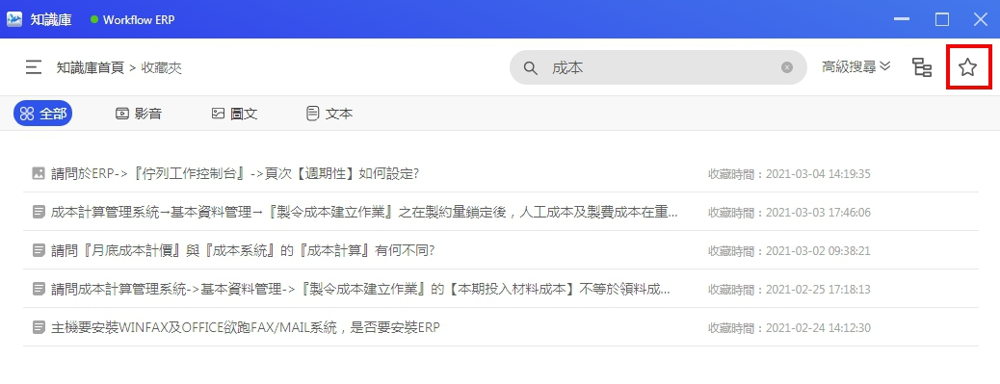 知識庫 Workflow ERP
知識庫首頁 > 收藏夾 成本 高級搜尋
全部 影音 圖文 文本
請問於ERP->『佇列工作控制台』->頁次【週期性】如何設定? 收藏時間：2021-03-04 14:19:35
成本計算管理系統→基本資料管理→『製令成本建立作業』之在製約量鎖定後，人工成本及製費成本在重... 收藏時間：2021-03-03 17:46:06
請問『月底成本計價』與『成本系統』的『成本計算』有何不同? 收藏時間：2021-03-02 09:38:21
請問成本計算管理系統->基本資料管理->『製令成本建立作業』的【本期投入材料成本】不等於領料成... 收藏時間：2021-02-25 17:18:13
主機要安裝WINFAX及OFFICE欲跑FAX/MAIL系統，是否要安裝ERP 收藏時間：2021-02-24 14:12:30